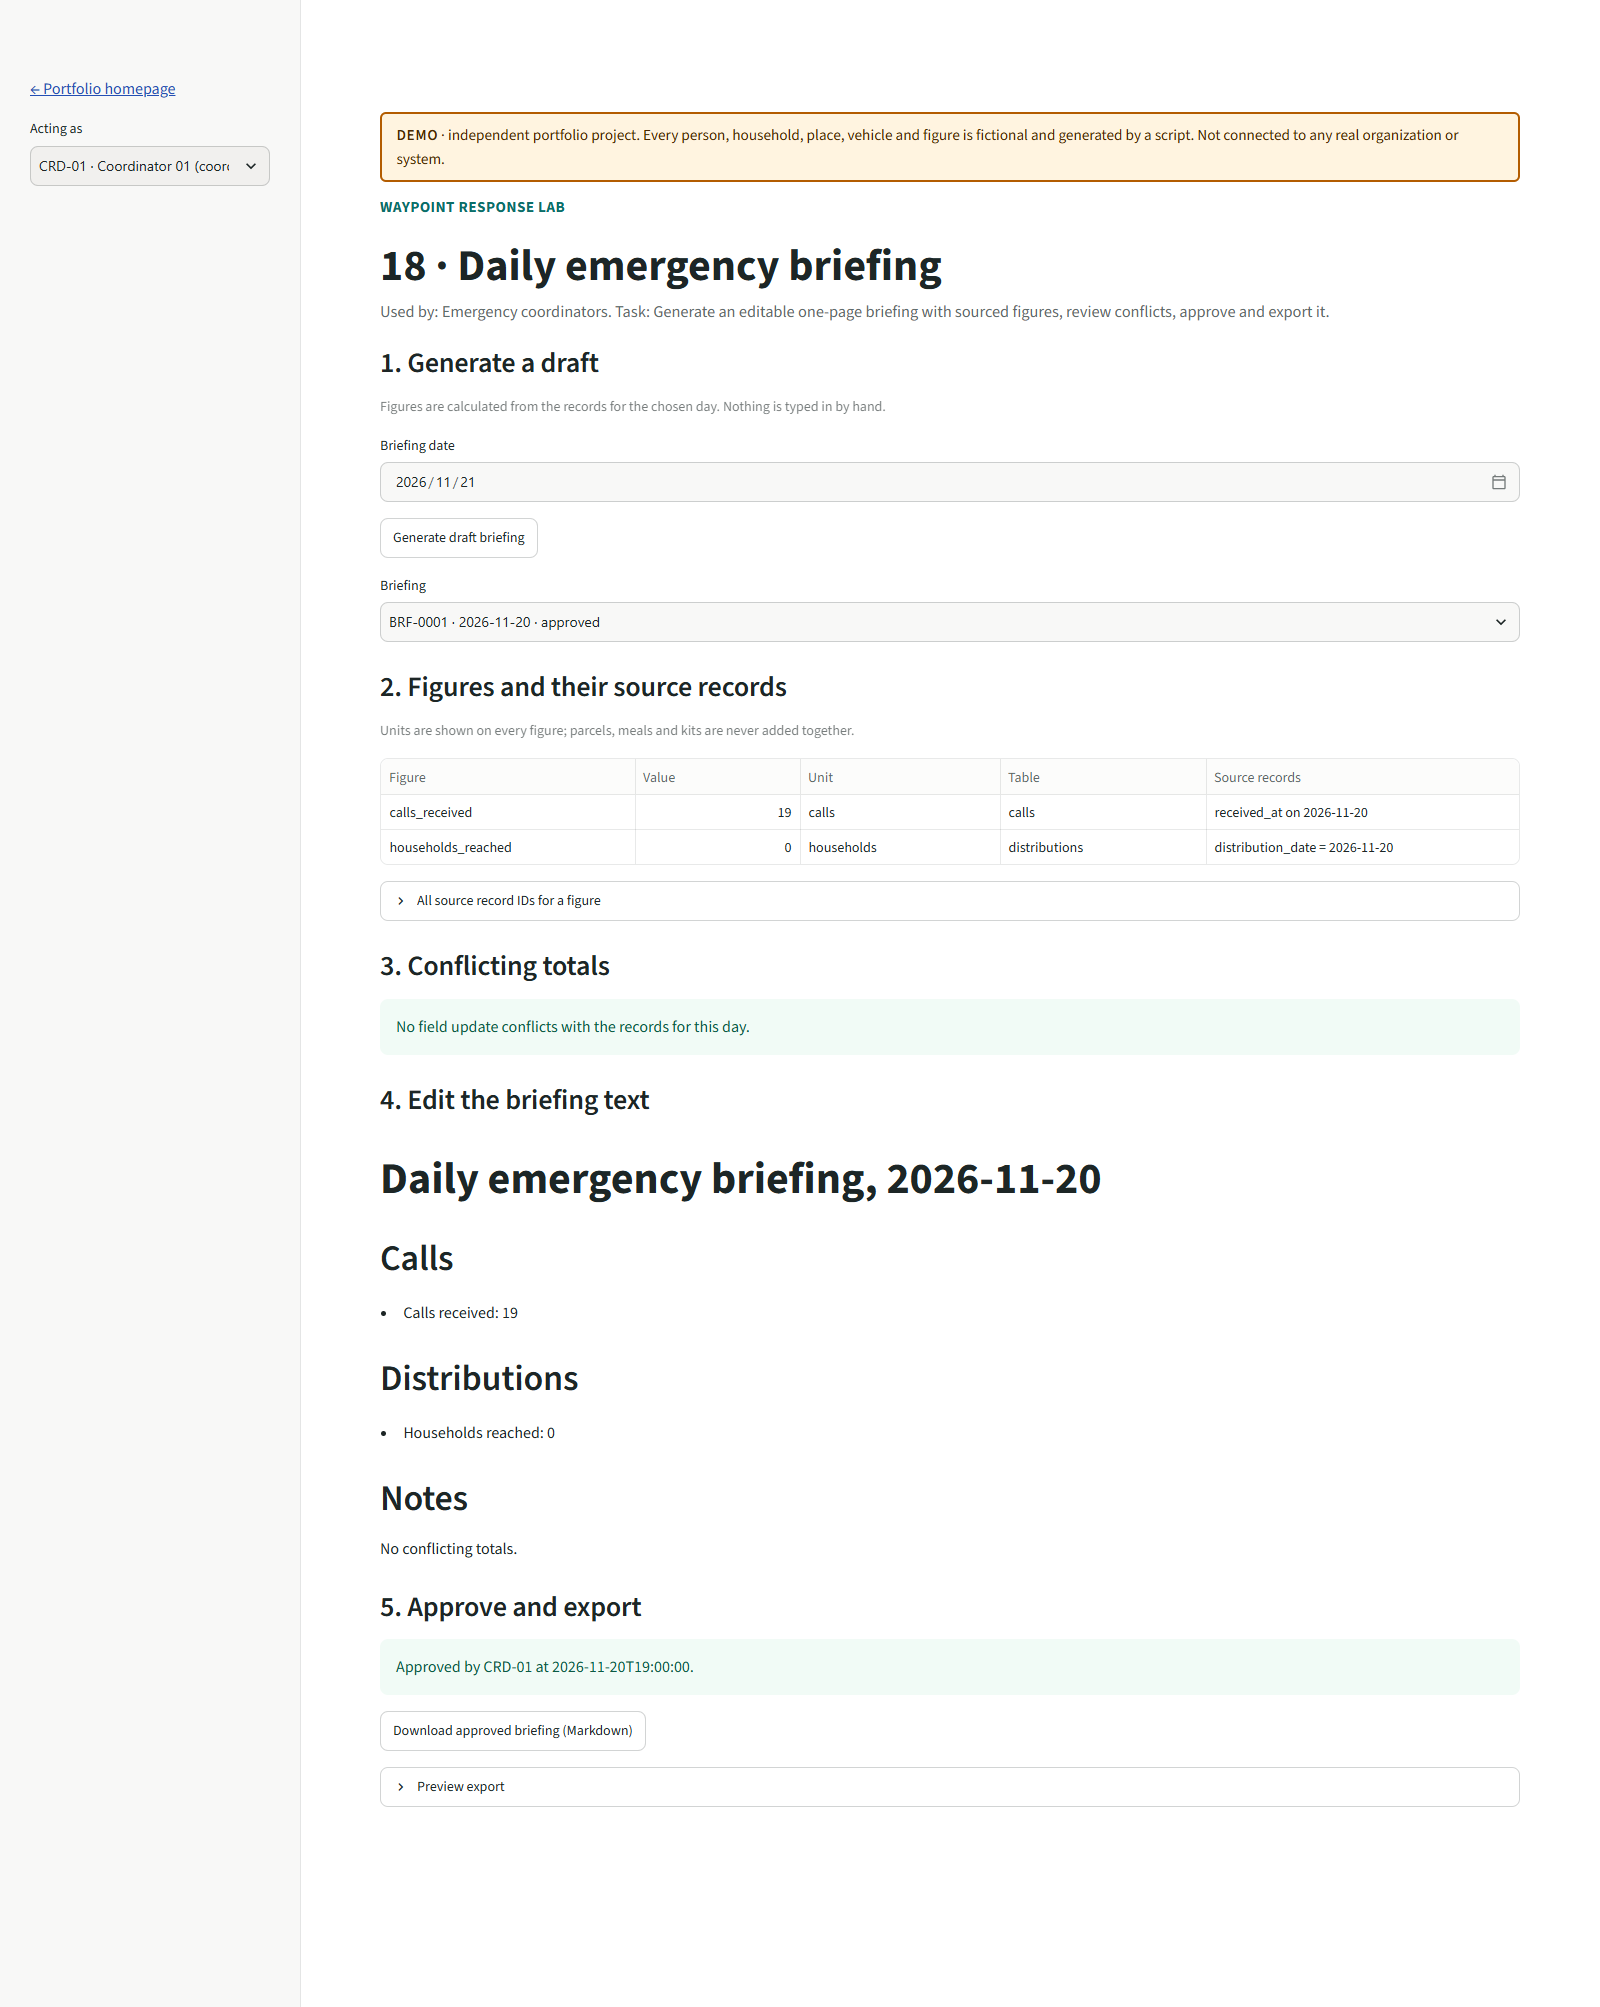 ← Portfolio homepage
Acting as
CRD-01 · Coordinator 01 (coor
DEMO · independent portfolio project. Every person, household, place, vehicle and figure is fictional and generated by a script. Not connected to any real organization or
system.
WAYPOINT RESPONSE LAB
18 · Daily emergency briefing
Used by: Emergency coordinators. Task: Generate an editable one-page briefing with sourced figures, review conflicts, approve and export it.
1. Generate a draft
Figures are calculated from the records for the chosen day. Nothing is typed in by hand.
Briefing date
2026/11/21
Generate draft briefing
Briefing
BRF-0001 · 2026-11-20 · approved
2. Figures and their source records
Units are shown on every figure; parcels, meals and kits are never added together.
Figure Value Unit Table Source records
calls_received 19 calls calls received_at on 2026-11-20
households_reached 0 households distributions distribution_date = 2026-11-20
All source record IDs for a figure
3. Conflicting totals
No field update conflicts with the records for this day.
4. Edit the briefing text
Daily emergency briefing, 2026-11-20
Calls
• Calls received: 19
Distributions
• Households reached: 0
Notes
No conflicting totals.
5. Approve and export
Approved by CRD-01 at 2026-11-20T19:00:00.
Download approved briefing (Markdown)
Preview export